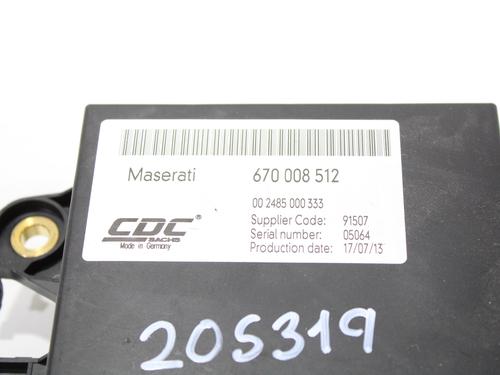 Maserati 670 008 512
00 2485 000 333
CDC® Supplier Code: 91507
SACHS Serial number: 05064
Made in Germany Production date: 17/07/13
205319